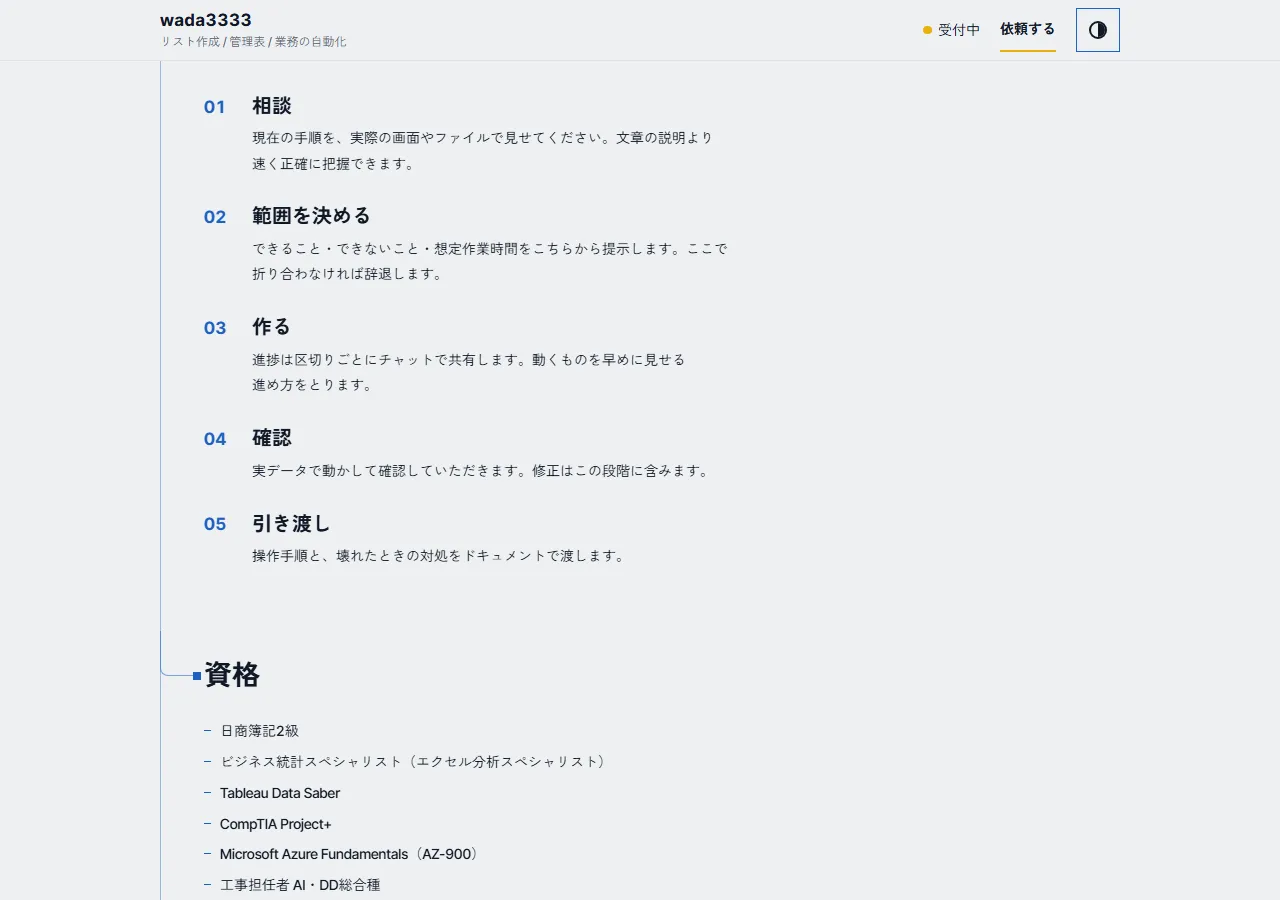 wada3333
リスト作成 / 管理表 / 業務の自動化
受付中
依頼する
01 相談
現在の手順を、実際の画面やファイルで見せてください。文章の説明より
速く正確に把握できます。
02 範囲を決める
できること・できないこと・想定作業時間をこちらから提示します。ここで
折り合わなければ辞退します。
03 作る
進捗は区切りごとにチャットで共有します。動くものを早めに見せる
進め方をとります。
04 確認
実データで動かして確認していただきます。修正はこの段階に含みます。
05 引き渡し
操作手順と、壊れたときの対処をドキュメントで渡します。
資格
日商簿記2級
ビジネス統計スペシャリスト（エクセル分析スペシャリスト）
Tableau Data Saber
CompTIA Project+
Microsoft Azure Fundamentals（AZ-900）
工事担任者 AI・DD総合種